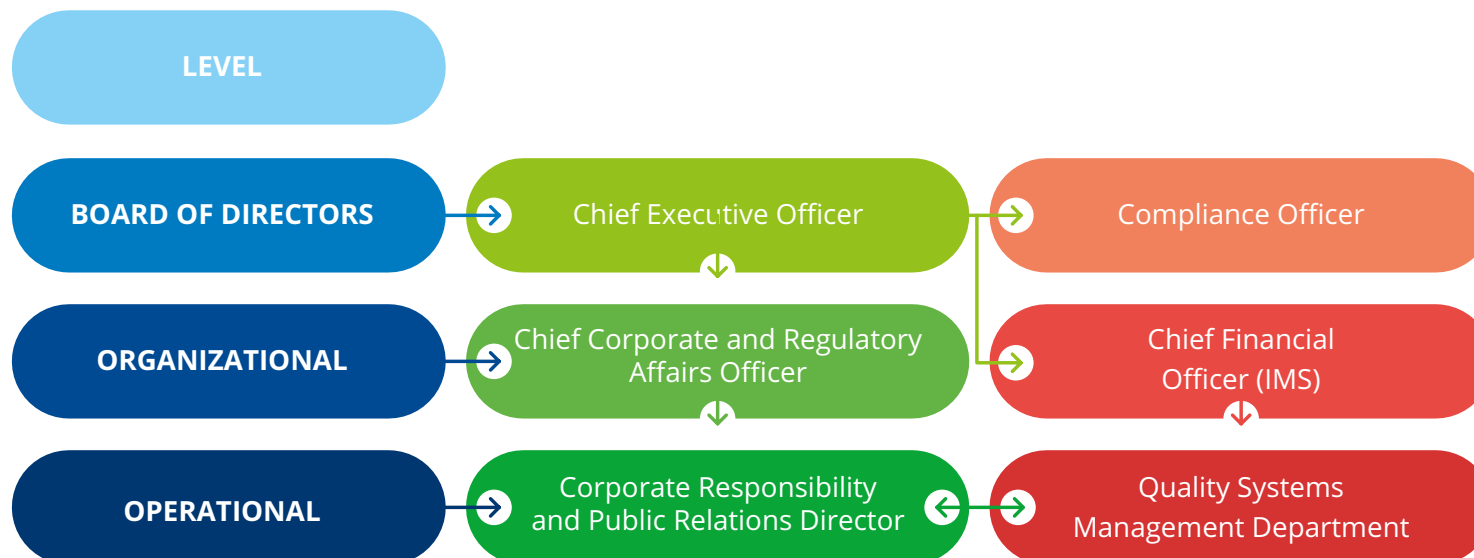 LEVEL
BOARD OF DIRECTORS
Chief Executive Officer
Compliance Officer
ORGANIZATIONAL
Chief Corporate and Regulatory
Affairs Officer
Chief Financial
Officer (IMS)
OPERATIONAL
Corporate Responsibility
and Public Relations Director
Quality Systems
Management Department